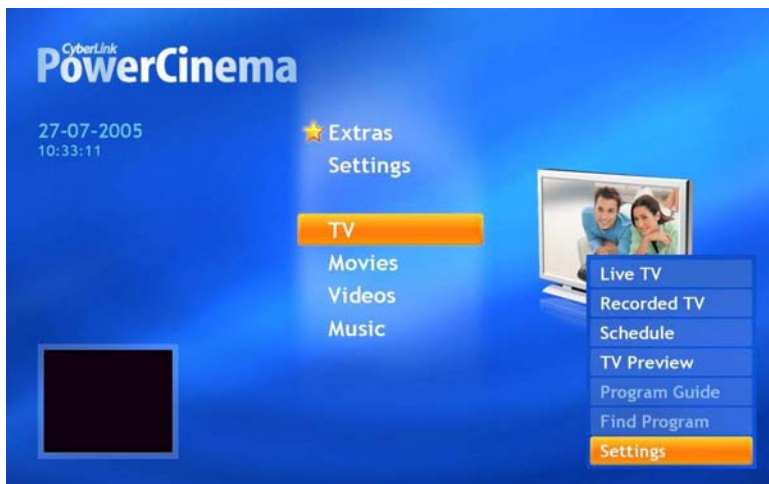 CyberLink
PowerCinema
27-07-2005
10:33:11
Extras
Settings
TV
Movies
Videos
Music
Live TV
Recorded TV
Schedule
TV Preview
Program Guide
Find Program
Settings